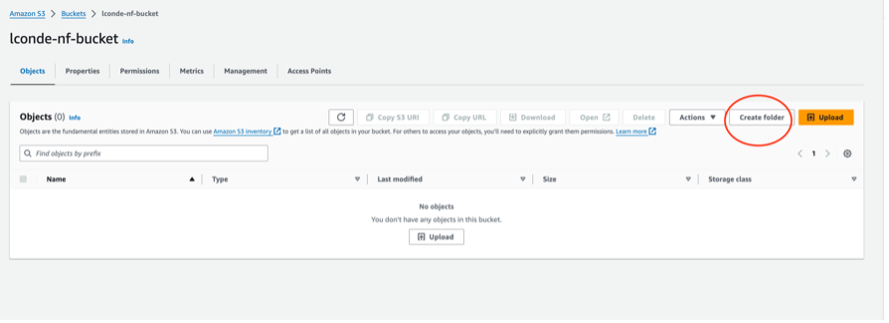 Amazon S3 > Buckets > lconde-nf-bucket
lconde-nf-bucket Info
Objects Properties Permissions Metrics Management Access Points
Objects (0) Info Copy S3 URI Copy URL Download Open Delete Actions Create folder Upload
Objects are the fundamental entities stored in Amazon S3. You can use Amazon S3 inventory to get a list of all objects in your bucket. For others to access your objects, you'll need to explicitly grant them permissions. Learn more
Find objects by prefix 1
Name Type Last modified Size Storage class
No objects
You don't have any objects in this bucket.
Upload